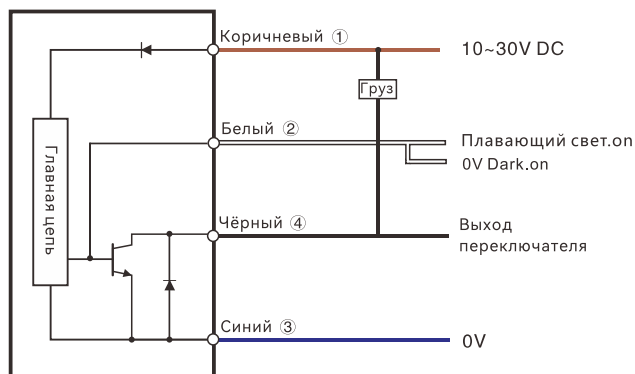 Коричневый ①
10~30V DC
Груз
Белый ②
Плавающий свет.on
0V Dark.on
Главная цепь
Чёрный ④
Выход
переключателя
Синий ③
0V